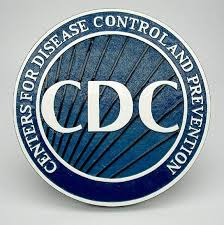 CENTERS FOR DISEASE CONTROL AND PREVENTION
CDC